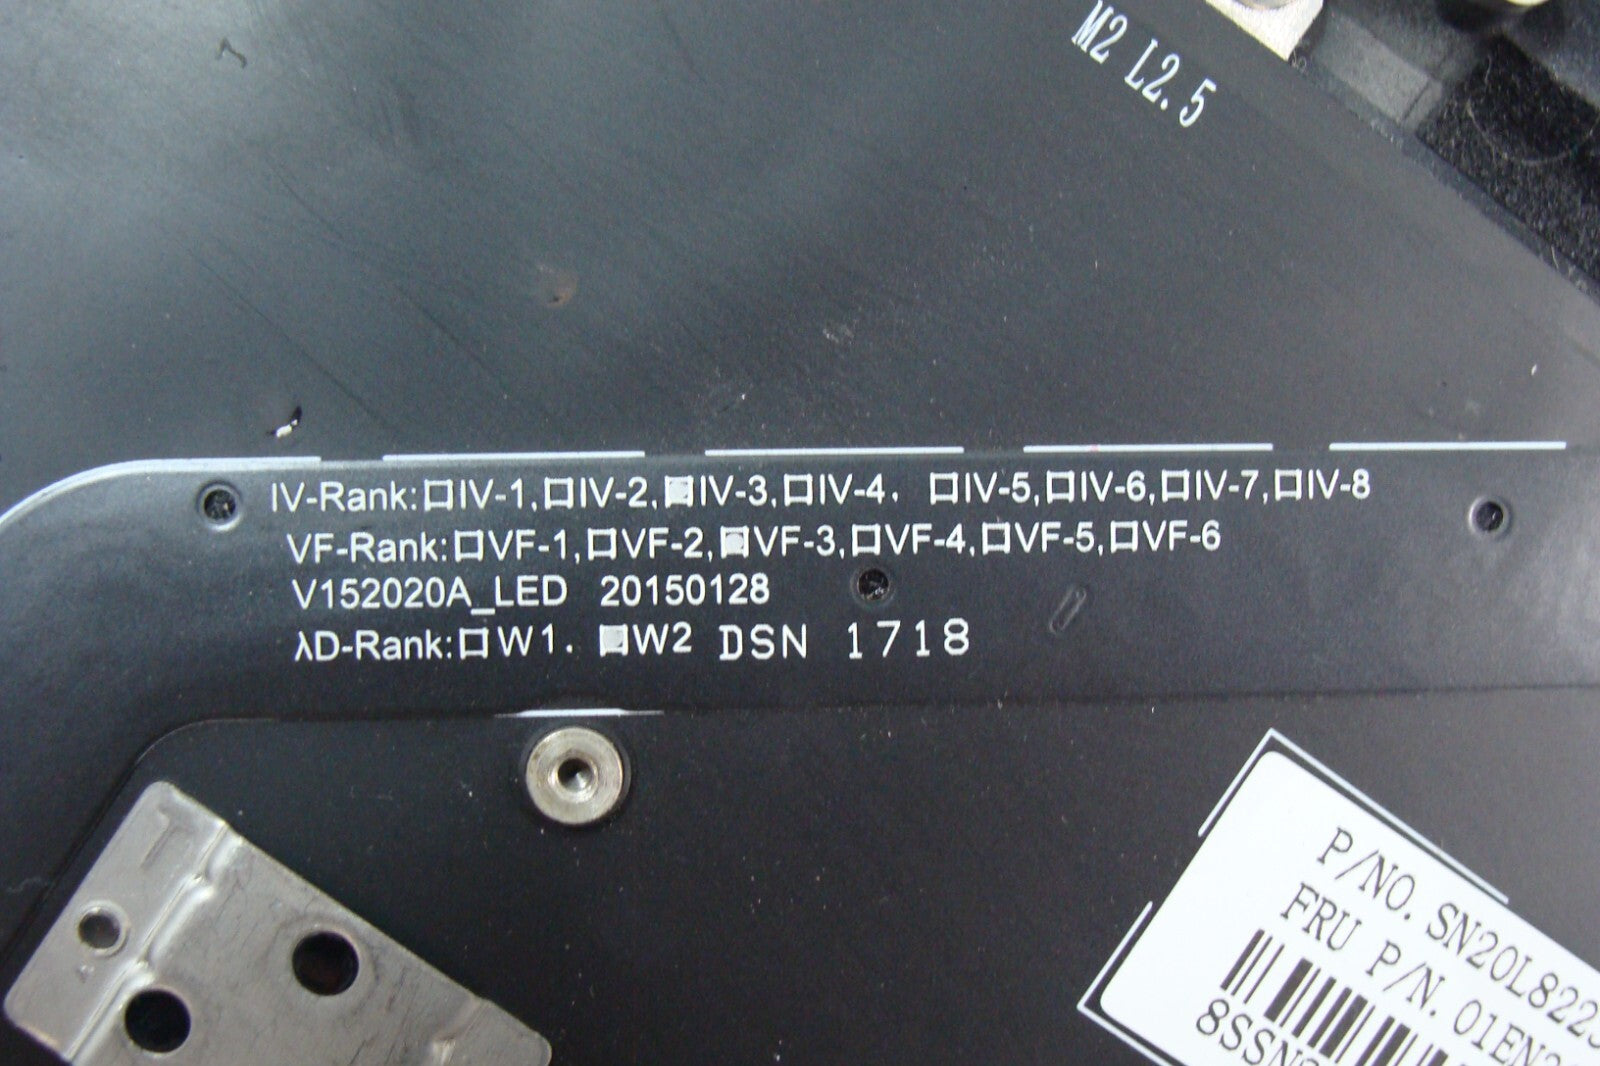 M2 L2.5
IV-Rank:□IV-1,□IV-2,■IV-3,□IV-4. □IV-5,□IV-6,□IV-7,□IV-8
VF-Rank:□VF-1,□VF-2,■VF-3,□VF-4,□VF-5,□VF-6
V152020A_LED 20150128
λD-Rank:□W1. ■W2 DSN 1718
P/NO. SN20L822
FRU P/N. 01EN
8SSN